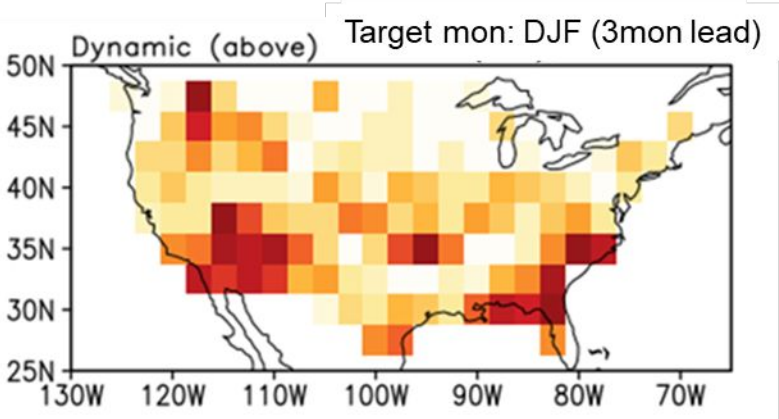 Target mon: DJF (3mon lead)
Dynamic (above)
50N
45N
40N
35N
30N
25N
130W 120W 110W 100W 90W 80W 70W